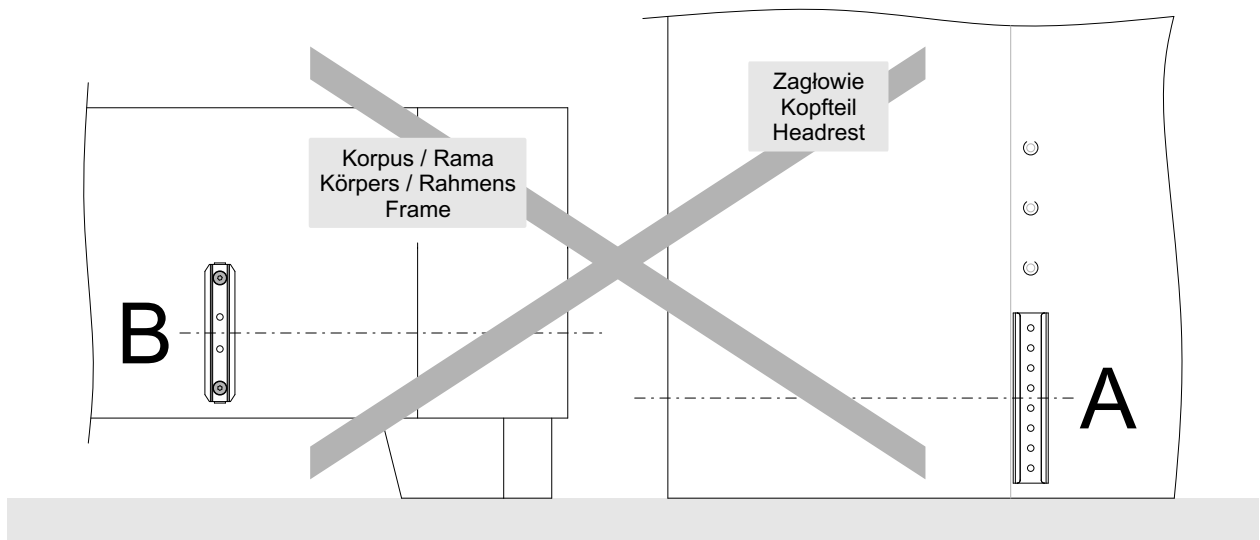 Zagłowie
Kopfteil
Headrest
Korpus / Rama
Körpers / Rahmens
Frame
B
A